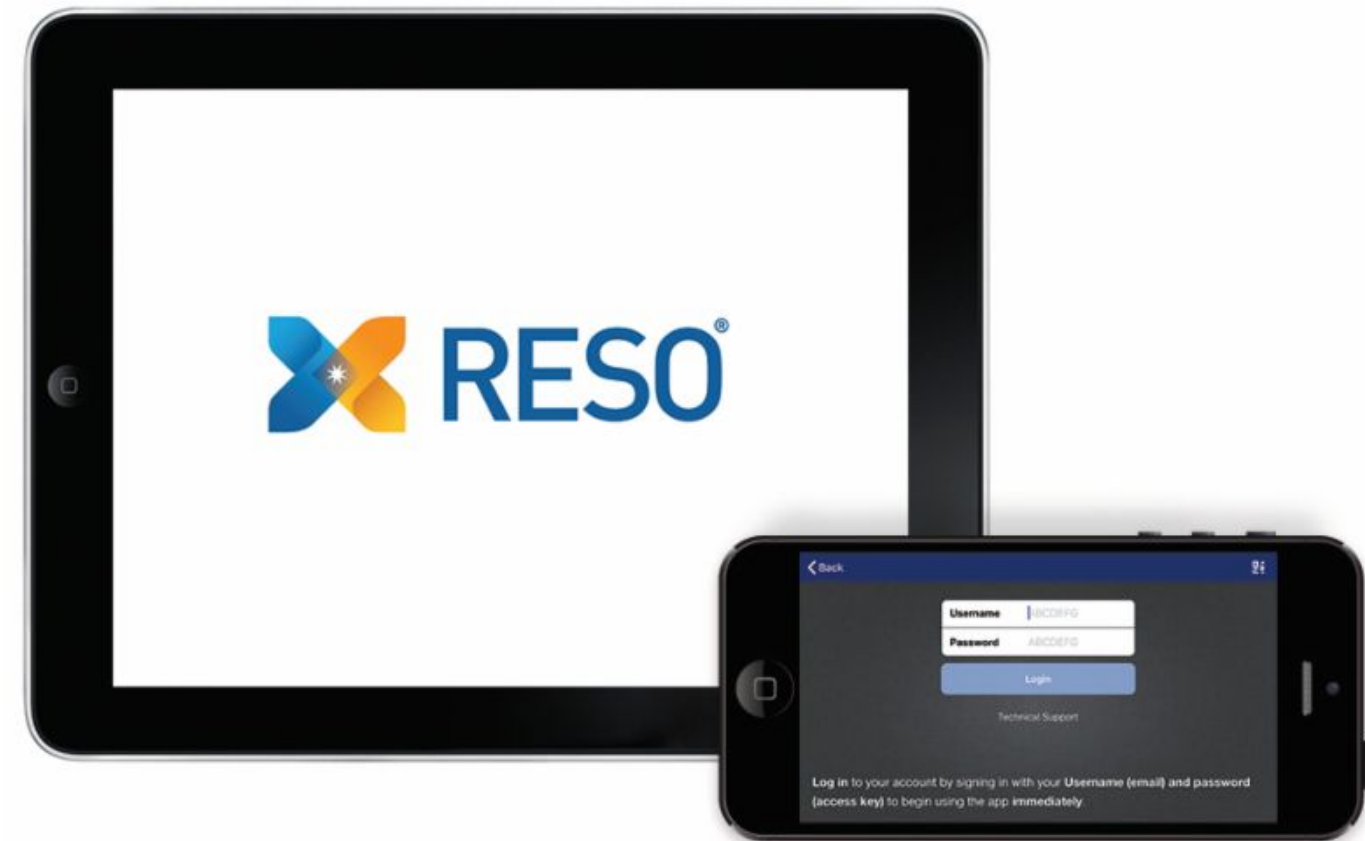 RESO®
Back
Username ABCDEFG
Password ABCDEFG
Login
Technical Support
Log in to your account by signing in with your Username (email) and password
(access key) to begin using the app immediately